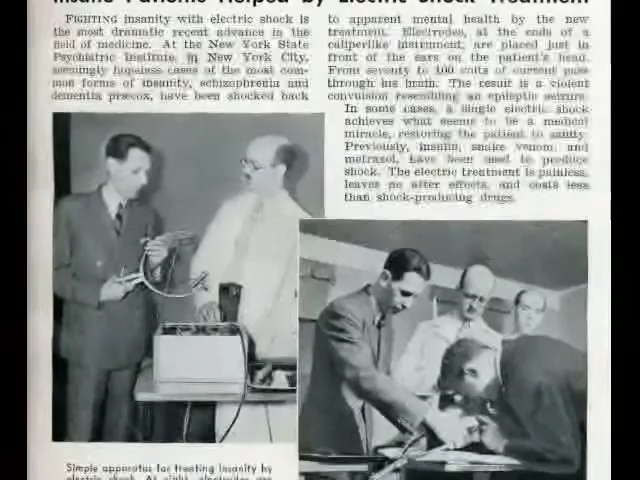 Insane Patients Helped by Electric Shock Treatment
FIGHTING insanity with electric shock is
the most dramatic recent advance in the
field of medicine. At the New York State
Psychiatric Institute, in New York City,
seemingly hopeless cases of the most com-
mon forms of insanity, schizophrenia and
dementia praecox, have been shocked back
to apparent mental health by the new
treatment. Electrodes, at the ends of a
caliperlike instrument, are placed just in
front of the ears on the patient's head.
From seventy to 100 volts of current pass
through his brain. The result is a violent
convulsion resembling an epileptic seizure.
In some cases, a single electric shock
achieves what seems to be a medical
miracle, restoring the patient to sanity.
Previously, insulin, snake venom, and
metrazol, have been used to produce
shock. The electric treatment is painless,
leaves no after effects, and costs less
than shock-producing drugs.
Simple apparatus for treating insanity by
electric shock. At right, electrodes are